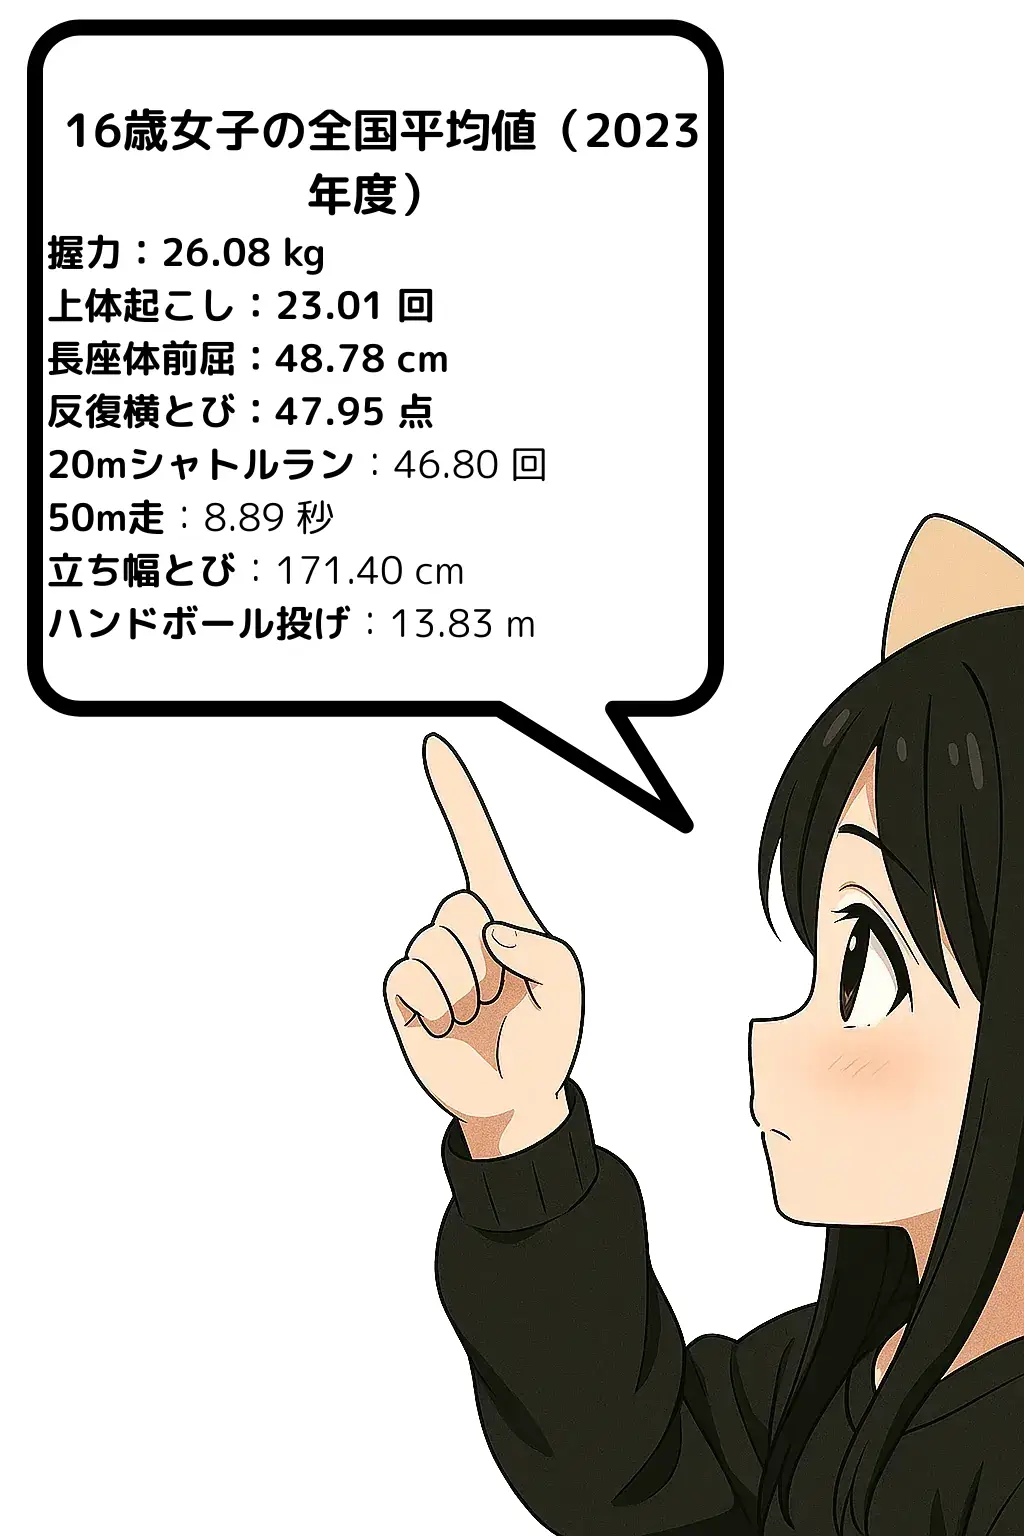 16歳女子の全国平均値（2023
年度）
握力：26.08 kg
上体起こし：23.01 回
長座体前屈：48.78 cm
反復横とび：47.95 点
20mシャトルラン：46.80 回
50m走：8.89 秒
立ち幅とび：171.40 cm
ハンドボール投げ：13.83 m